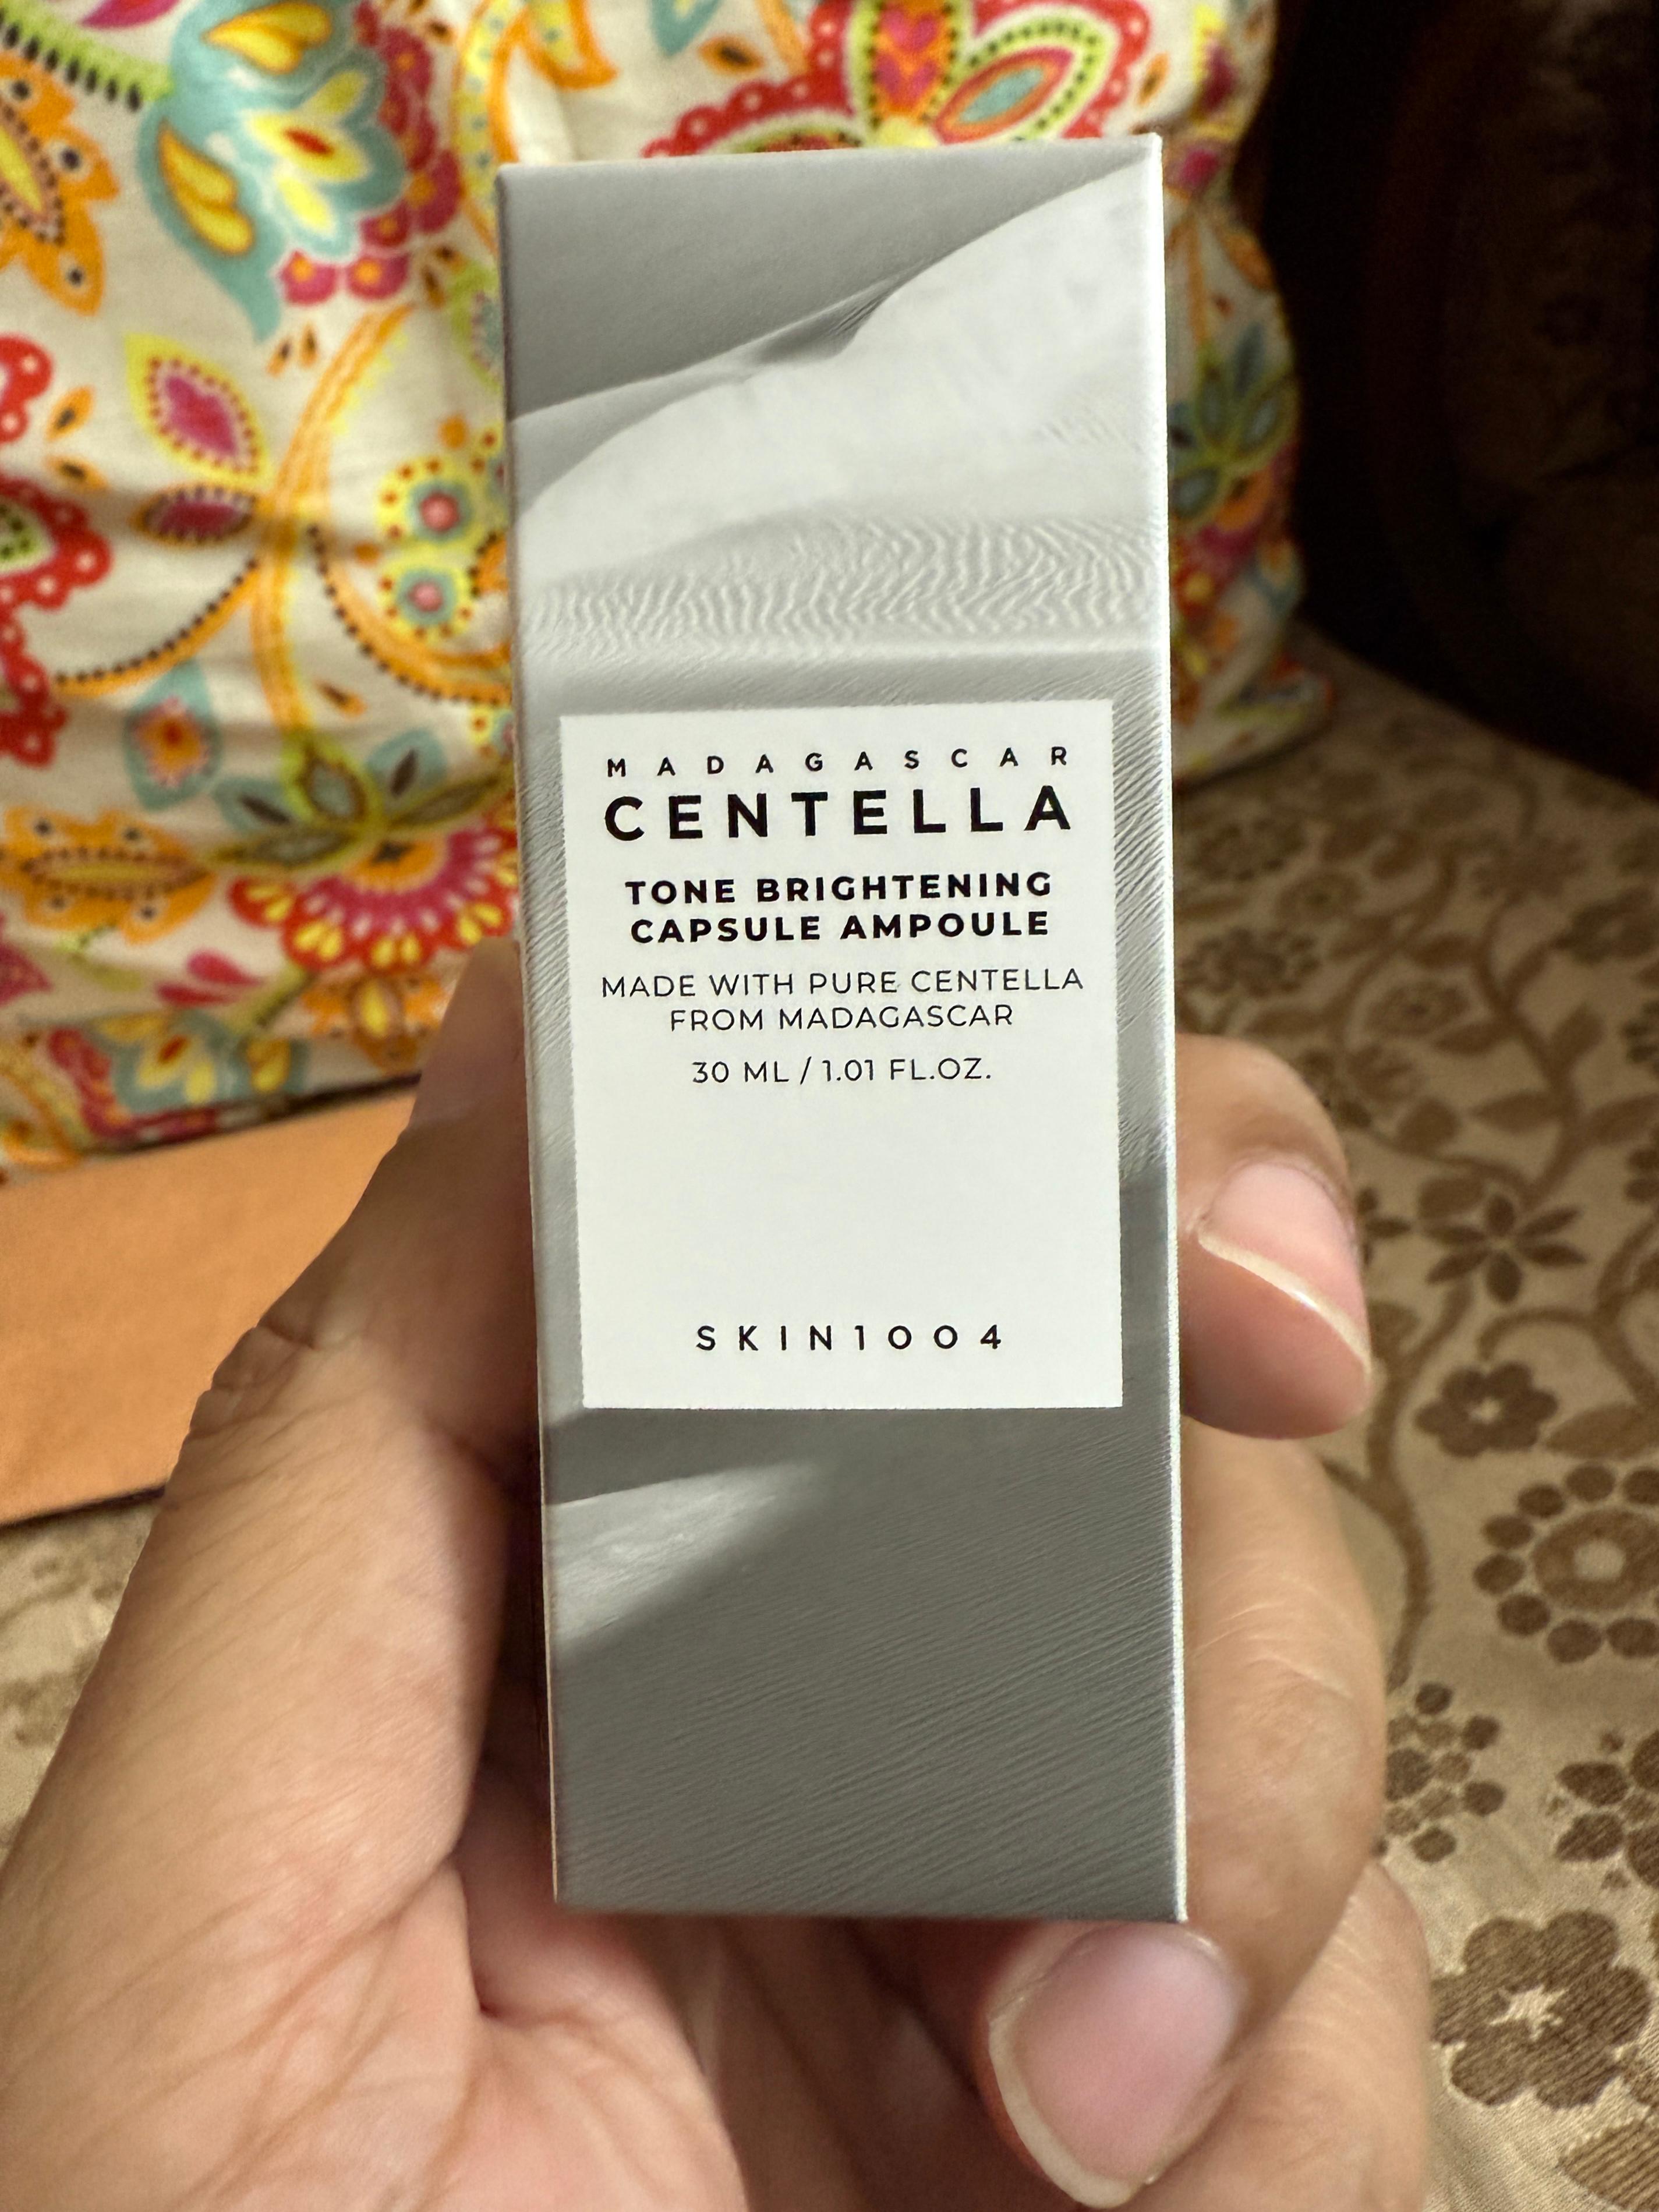 MADAGASCAR
CENTELLA
TONE BRIGHTENING
CAPSULE AMPOULE
MADE WITH PURE CENTELLA
FROM MADAGASCAR
30 ML / 1.01 FL.OZ.
SKIN1004